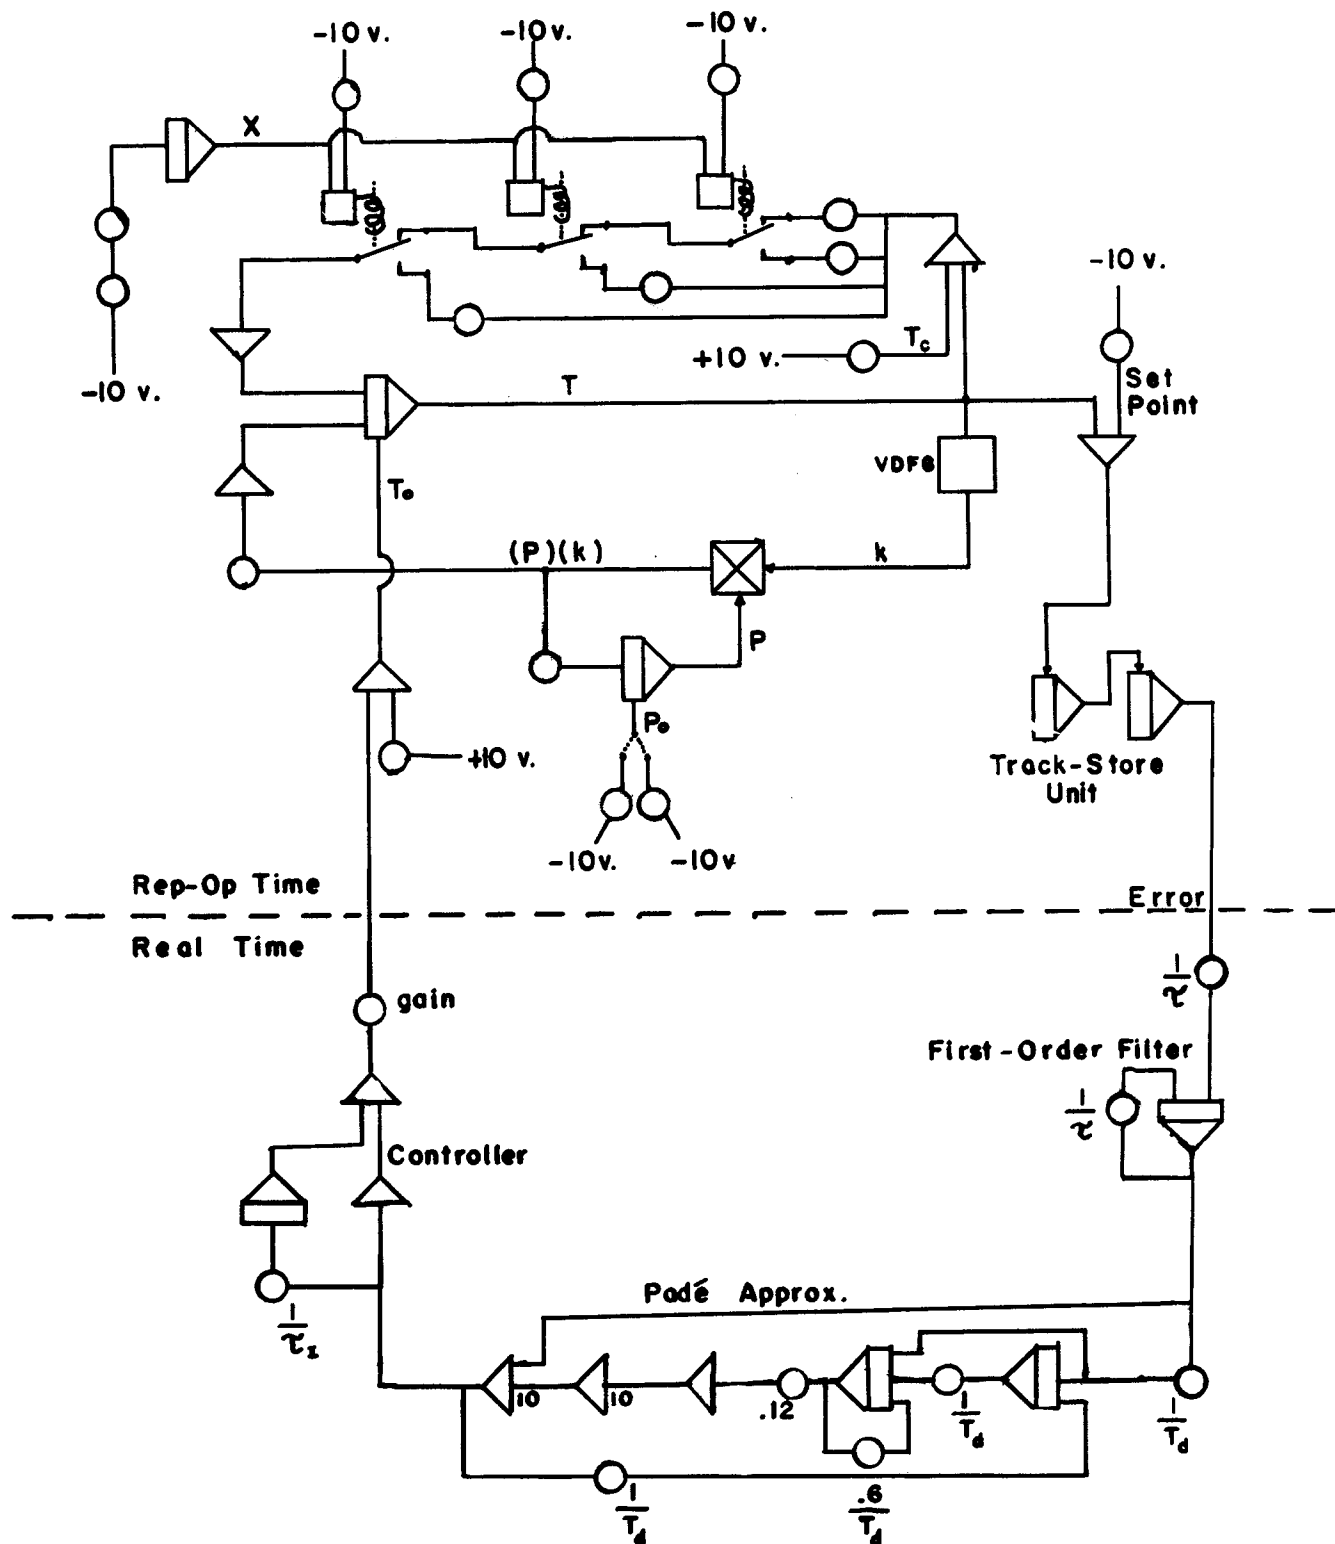 -10 v.
-10 v.
-10 v.
X
-10 v.
-10 v.
+10 v.
Tc
Set
Point
T
VDFG
To
(P)(k)
k
P
Po
+10 v.
-10v.
-10v
Track-Store
Unit
Rep-Op Time
Error
Real Time
1
τ
gain
First-Order Filter
1
τ
Controller
1
τI
Padé Approx.
10
10
.12
1
Td
1
Td
1
Td
.6
Td